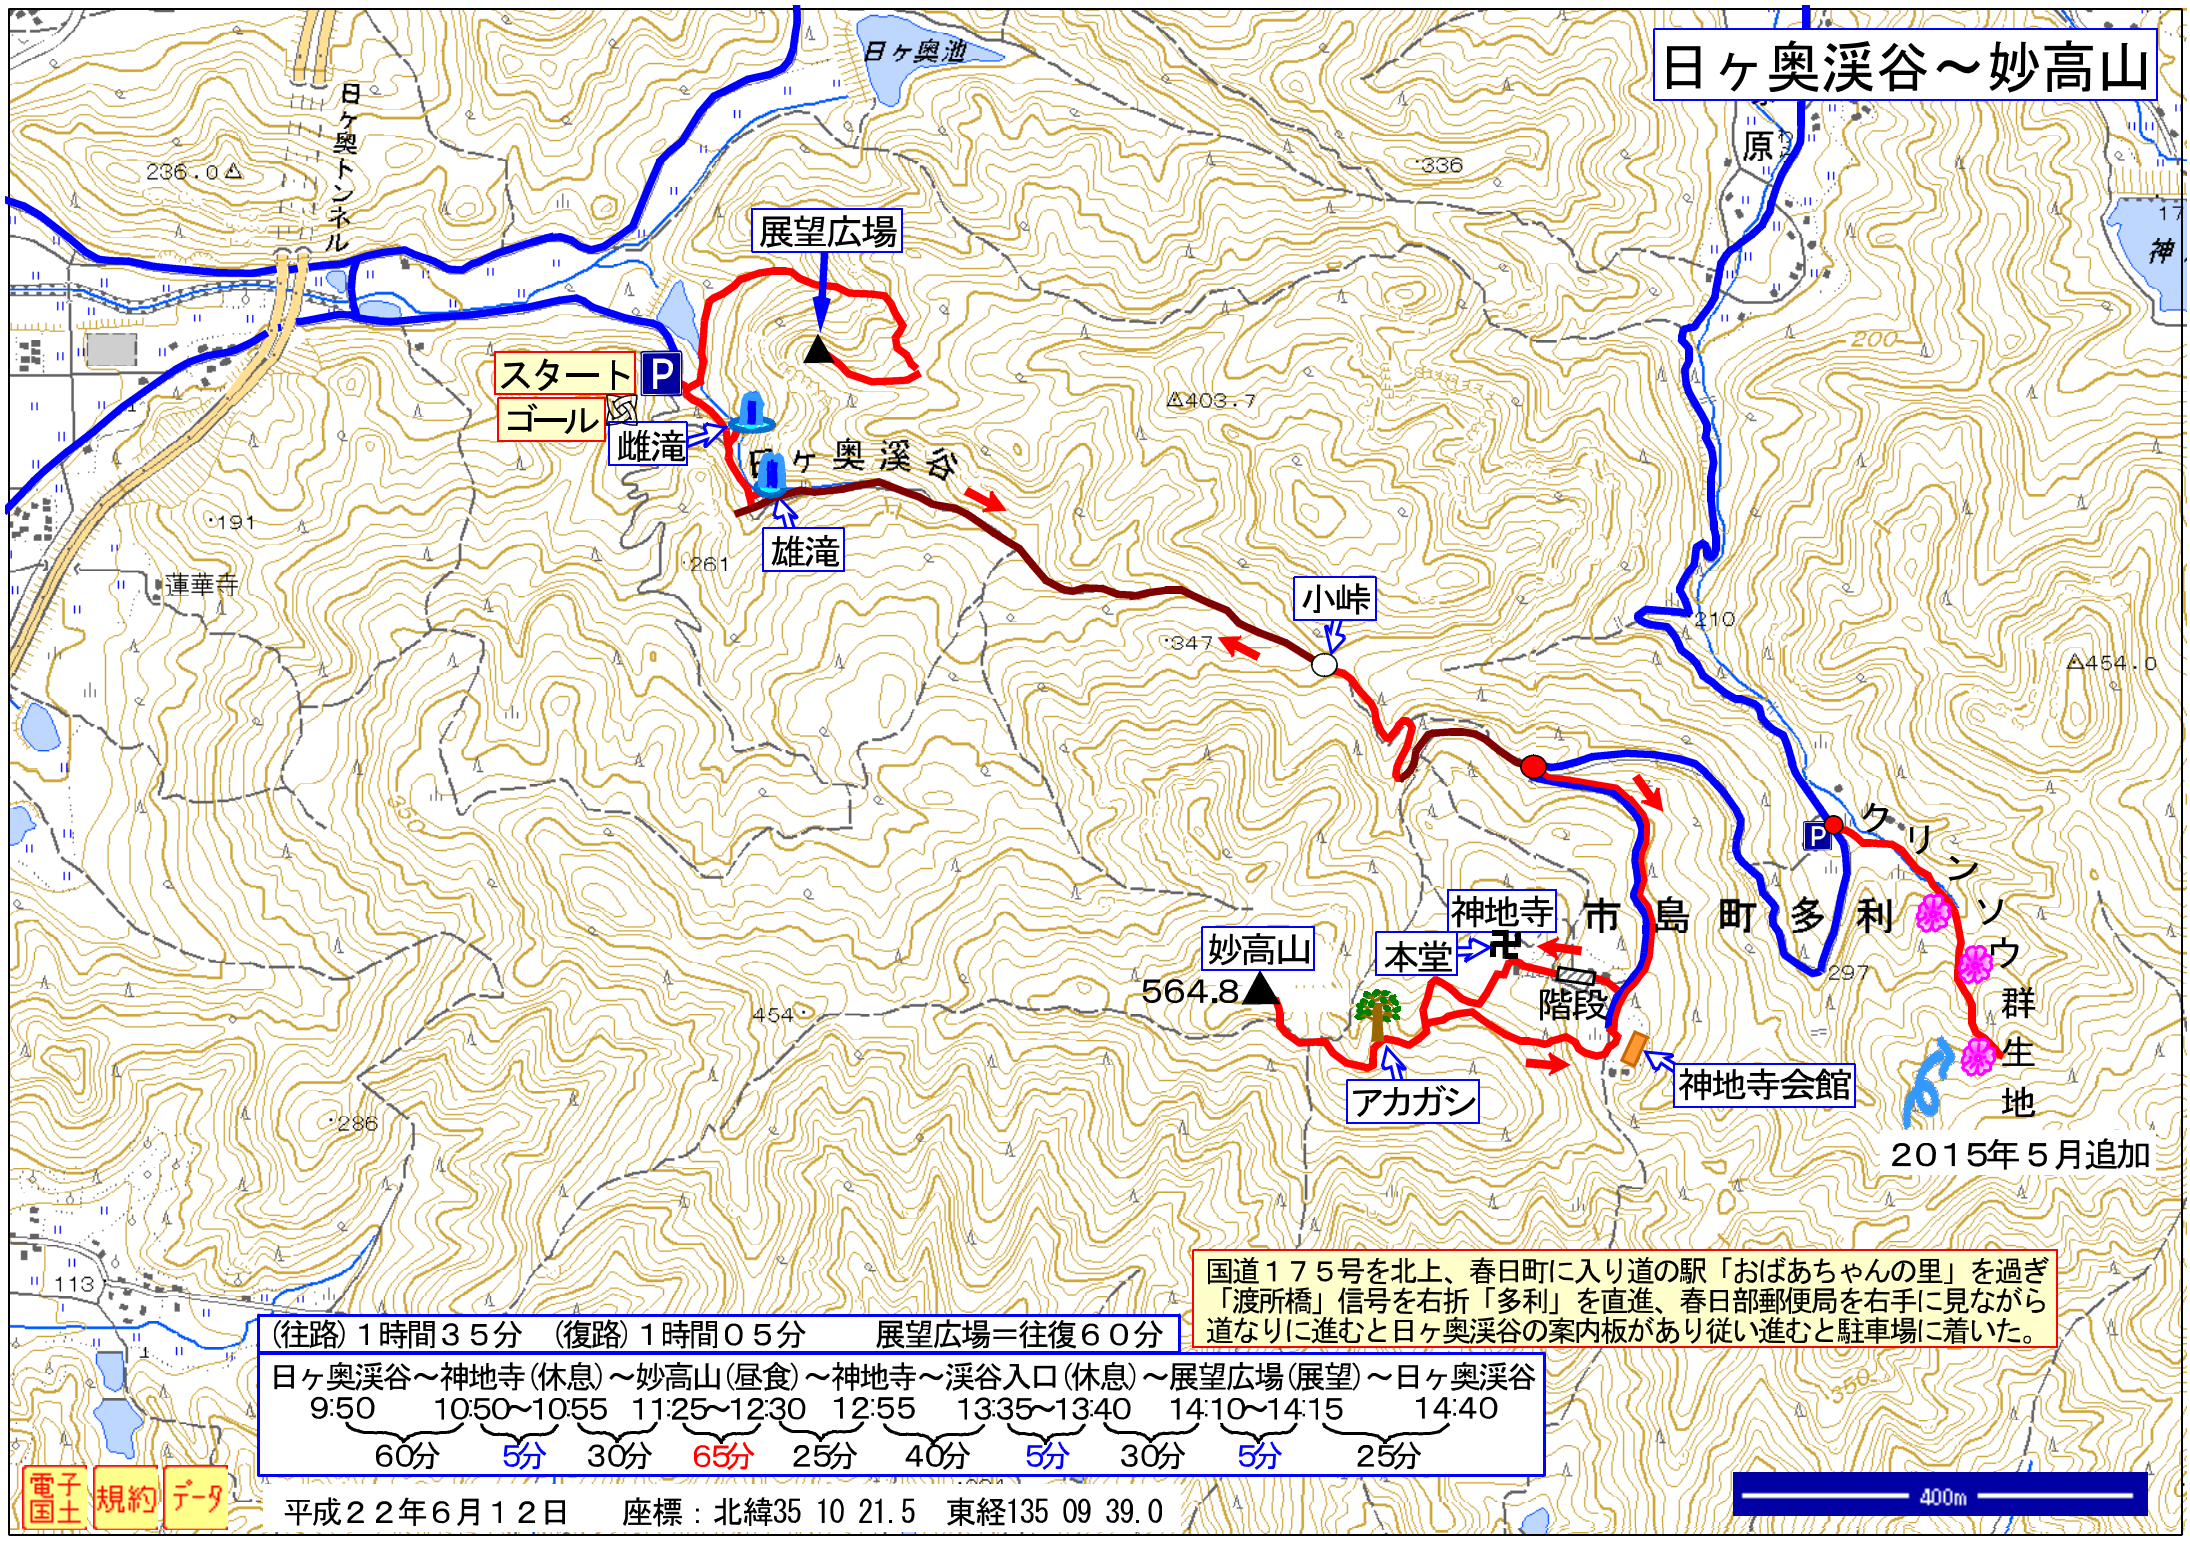 日ヶ奥渓谷～妙高山
日ヶ奥池
日ヶ奥トンネル
236.0
336
原
17
神
展望広場
200
スタート
P
ゴール
雌滝
403.7
日ヶ奥渓谷
191
雄滝
261
蓮華寺
小峠
210
347
454.0
350
P
クリンソウ群生地
神地寺
市島町多利
妙高山
本堂
297
564.8
階段
454
アカガシ
神地寺会館
286
2015年５月追加
113
1
1
国道１７５号を北上、春日町に入り道の駅「おばあちゃんの里」を過ぎ
「渡所橋」信号を右折「多利」を直進、春日部郵便局を右手に見ながら
道なりに進むと日ヶ奥渓谷の案内板があり従い進むと駐車場に着いた。
(往路)１時間３５分　(復路)１時間０５分　展望広場＝往復６０分
日ヶ奥渓谷～神地寺(休息)～妙高山(昼食)～神地寺～渓谷入口(休息)～展望広場(展望)～日ヶ奥渓谷
9:50　10:50～10:55　11:25～12:30　12:55　13:35～13:40　14:10～14:15　14:40
60分　5分　30分　65分　25分　40分　5分　30分　5分　25分
350
電子国土
規約
データ
平成２２年６月１２日　座標：北緯35 10 21.5　東経135 09 39.0
400m